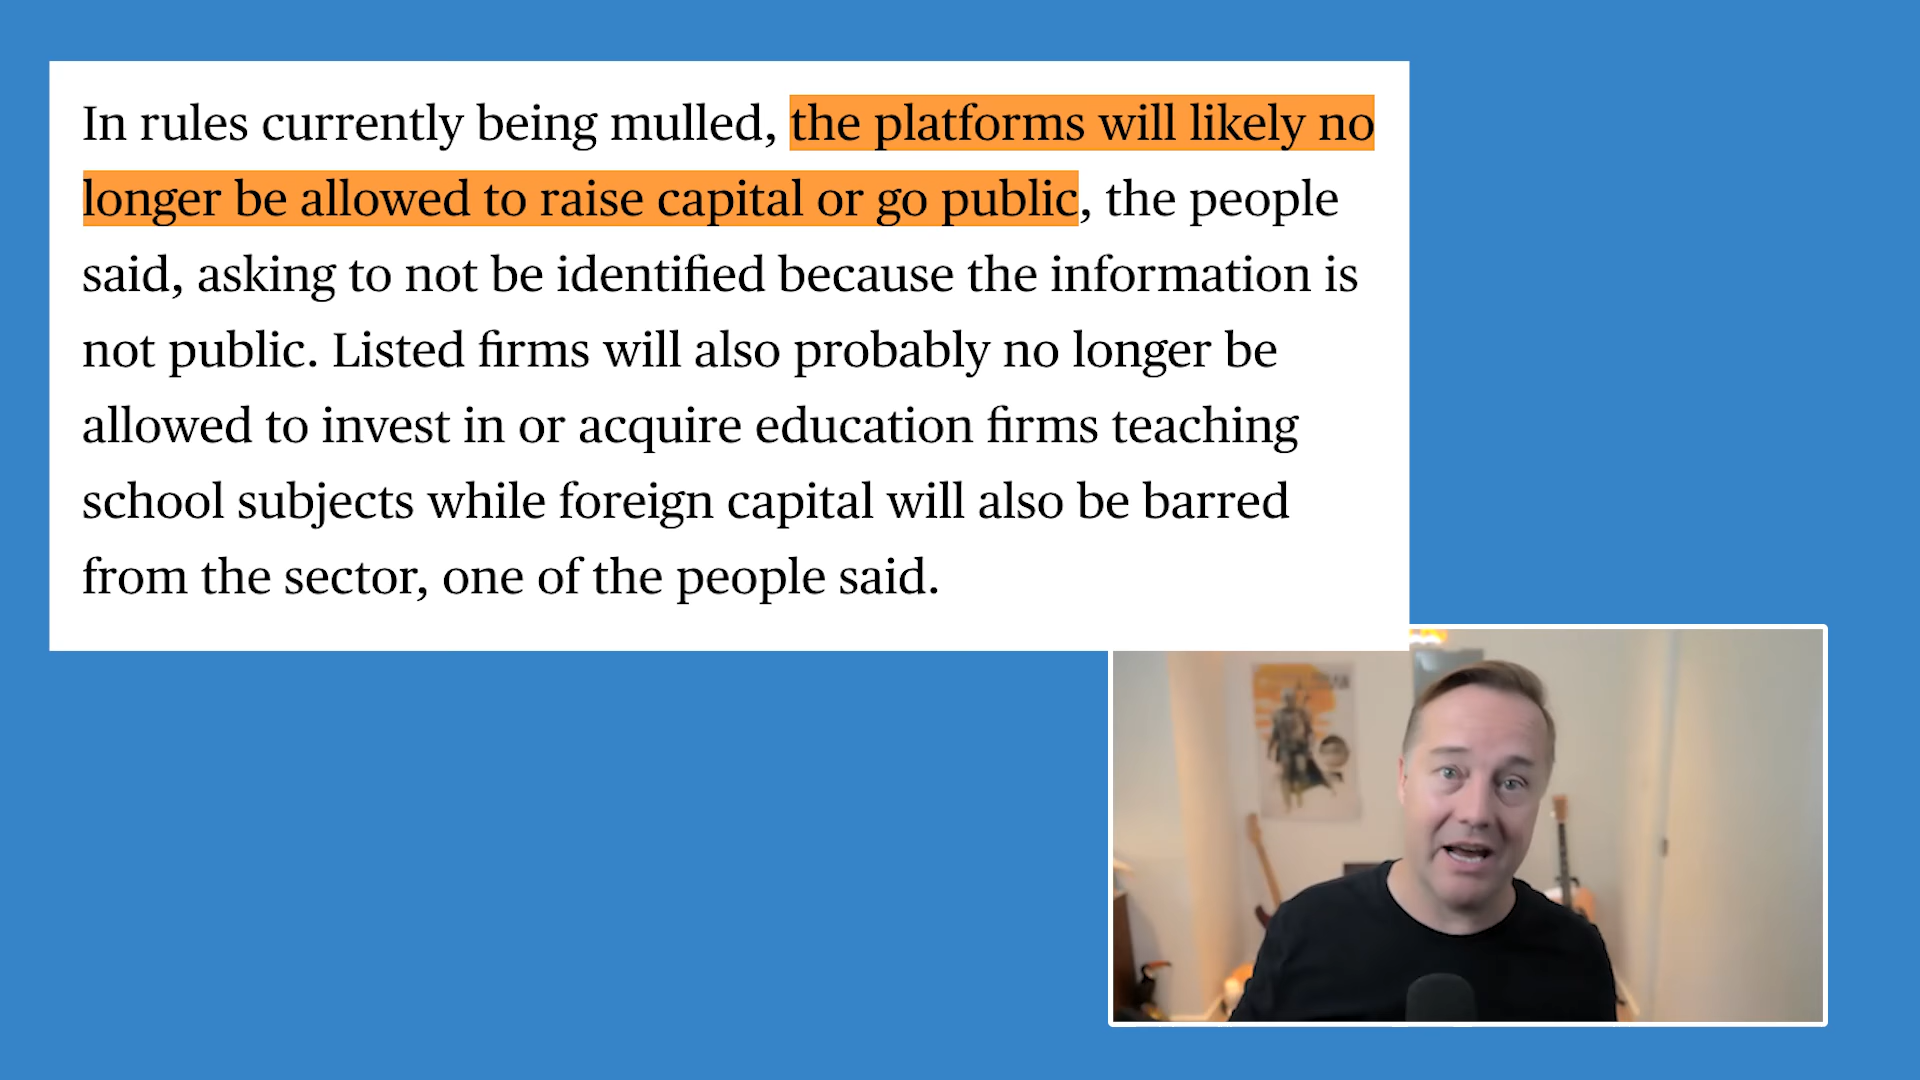 In rules currently being mulled, the platforms will likely no
longer be allowed to raise capital or go public, the people
said, asking to not be identified because the information is
not public. Listed firms will also probably no longer be
allowed to invest in or acquire education firms teaching
school subjects while foreign capital will also be barred
from the sector, one of the people said.